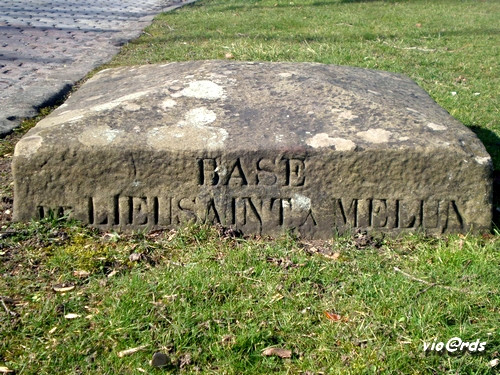 BASE
DE LIEUSAINT A MELUN
vio@rds